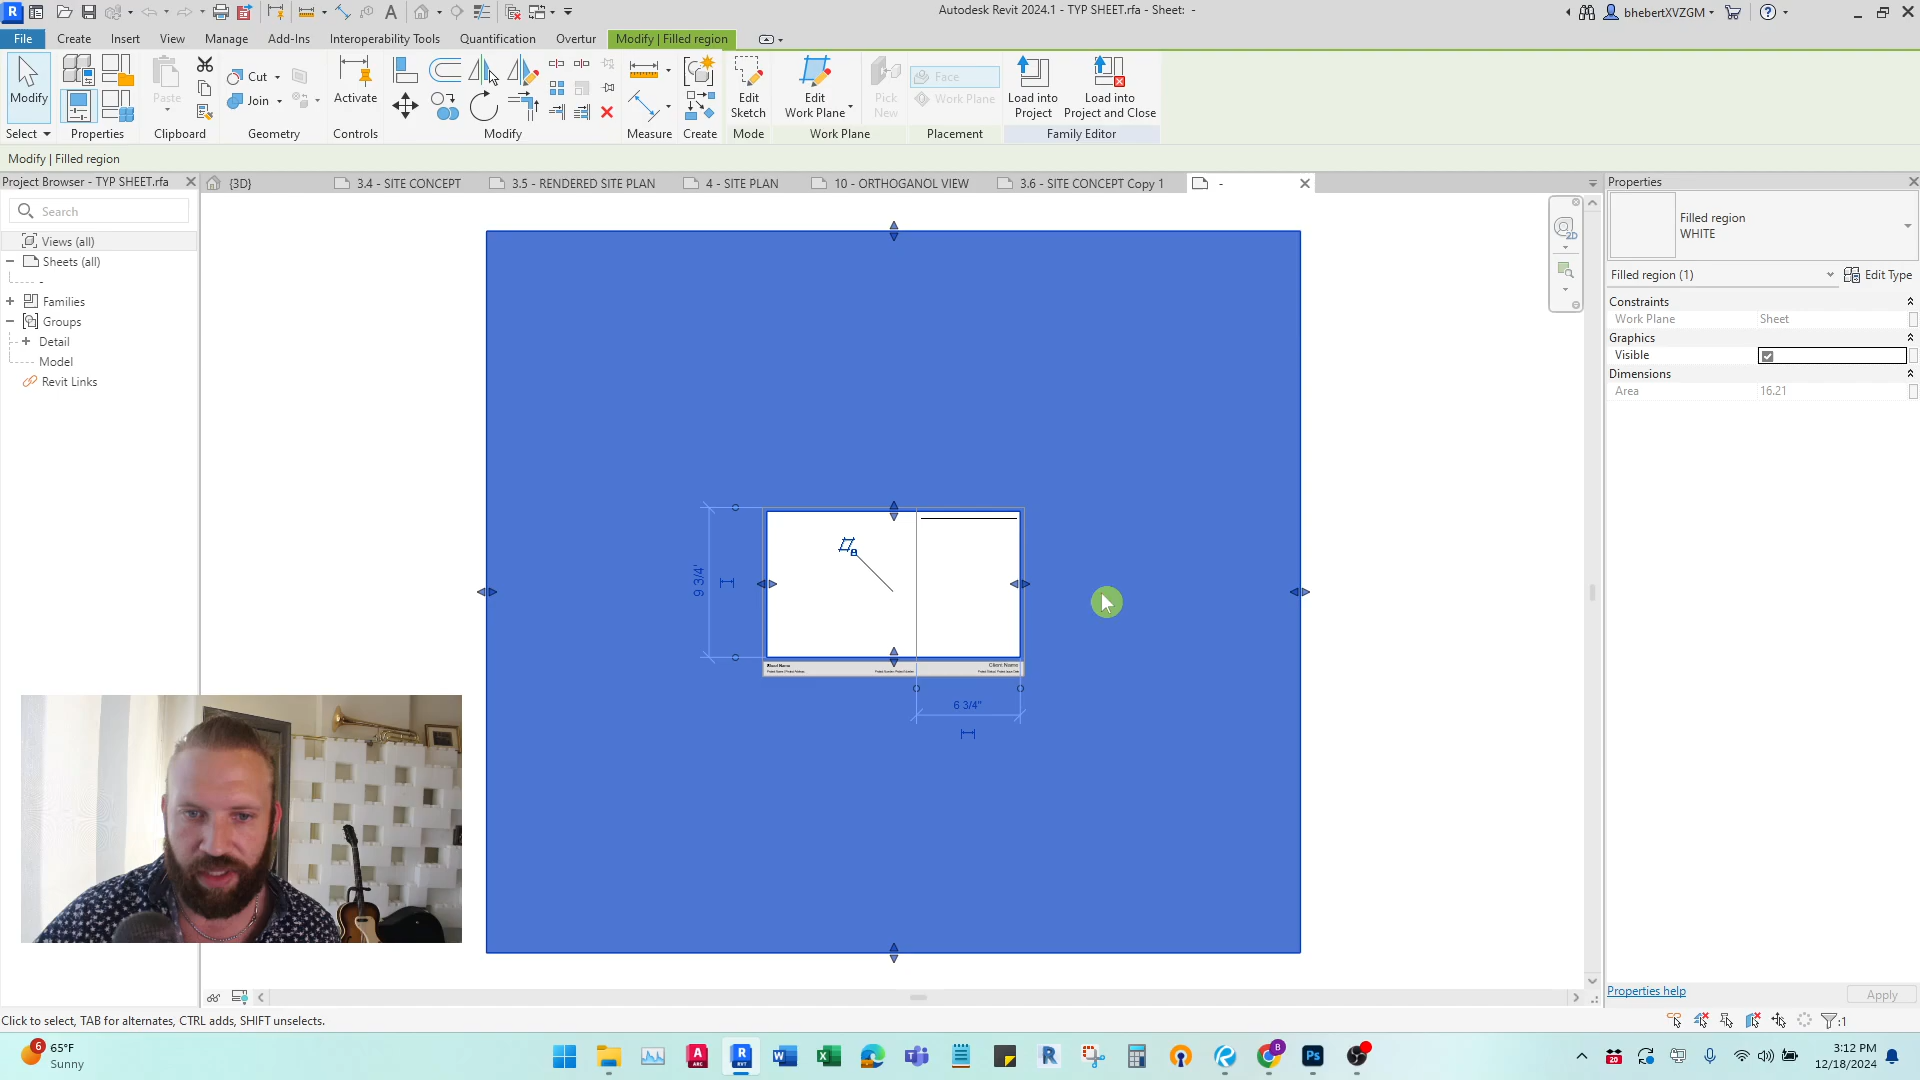 Autodesk Revit 2024.1 - TYP SHEET.rfa - Sheet: -
bhebertXVZGM
File Create Insert View Manage Add-Ins Interoperability Tools Quantification Overtur Modify | Filled region
Modify
Select
Properties
Paste
Clipboard
Cut
Join
Geometry
Activate
Controls
Modify
Measure
Create
Edit
Sketch
Mode
Edit
Work Plane
Work Plane
Pick
New
Face
Work Plane
Placement
Load into
Project
Load into
Project and Close
Family Editor
Modify | Filled region
Project Browser - TYP SHEET.rfa
Search
Views (all)
Sheets (all)
-
Families
Groups
Detail
Model
Revit Links
{3D}
3.4 - SITE CONCEPT
3.5 - RENDERED SITE PLAN
4 - SITE PLAN
10 - ORTHOGANOL VIEW
3.6 - SITE CONCEPT Copy 1
-
9 3/4'
6 3/4"
Client Name
2D
Properties
Filled region
WHITE
Filled region (1)
Edit Type
Constraints
Work Plane Sheet
Graphics
Visible
Dimensions
Area 16.21
Properties help
Apply
Click to select, TAB for alternates, CTRL adds, SHIFT unselects.
:1
6
65°F
Sunny
3:12 PM
12/18/2024